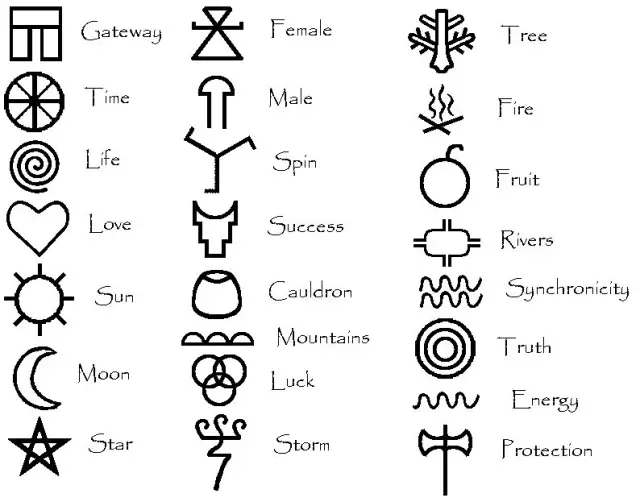 Gateway
Time
Life
Love
Sun
Moon
Star
Female
Male
Spin
Success
Cauldron
Mountains
Luck
Storm
Tree
Fire
Fruit
Rivers
Synchronicity
Truth
Energy
Protection